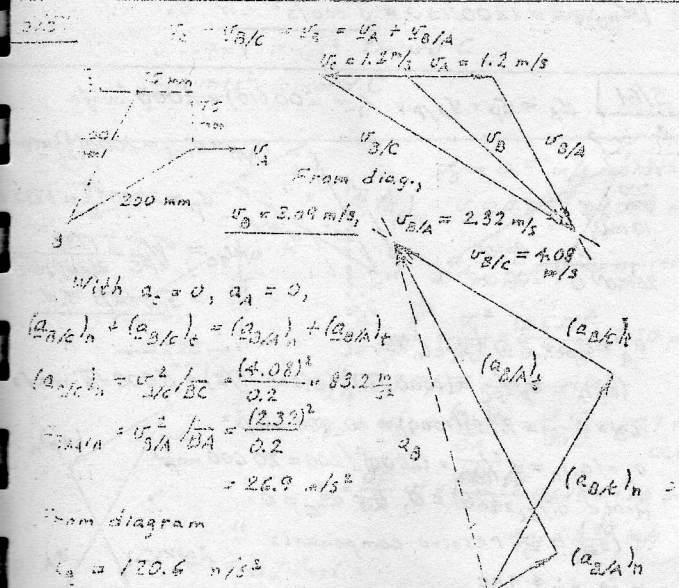 = v_B/C = v_B = v_A + v_B/A
v_C = 1.2 m/s v_A = 1.2 m/s
75 mm
75 mm
200 mm
v_A
200 mm
B
v_B/C
v_B
v_B/A
From diag.,
v_B = 3.09 m/s, v_B/A = 2.32 m/s
v_B/C = 4.08 m/s
With a_C = 0, a_A = 0,
(a_B/C)_n + (a_B/C)_t = (a_B/A)_n + (a_B/A)_t
(a_B/C)_n = v²_B/C / BC = (4.08)² / 0.2 = 83.2 m/s²
a_B/A = v²_B/A / BA = (2.32)² / 0.2
= 26.9 m/s²
From diagram
a_B = 120.6 m/s²
(a_B/C)_t
(a_B/A)_t
a_B
(a_B/C)_n =
(a_B/A)_n